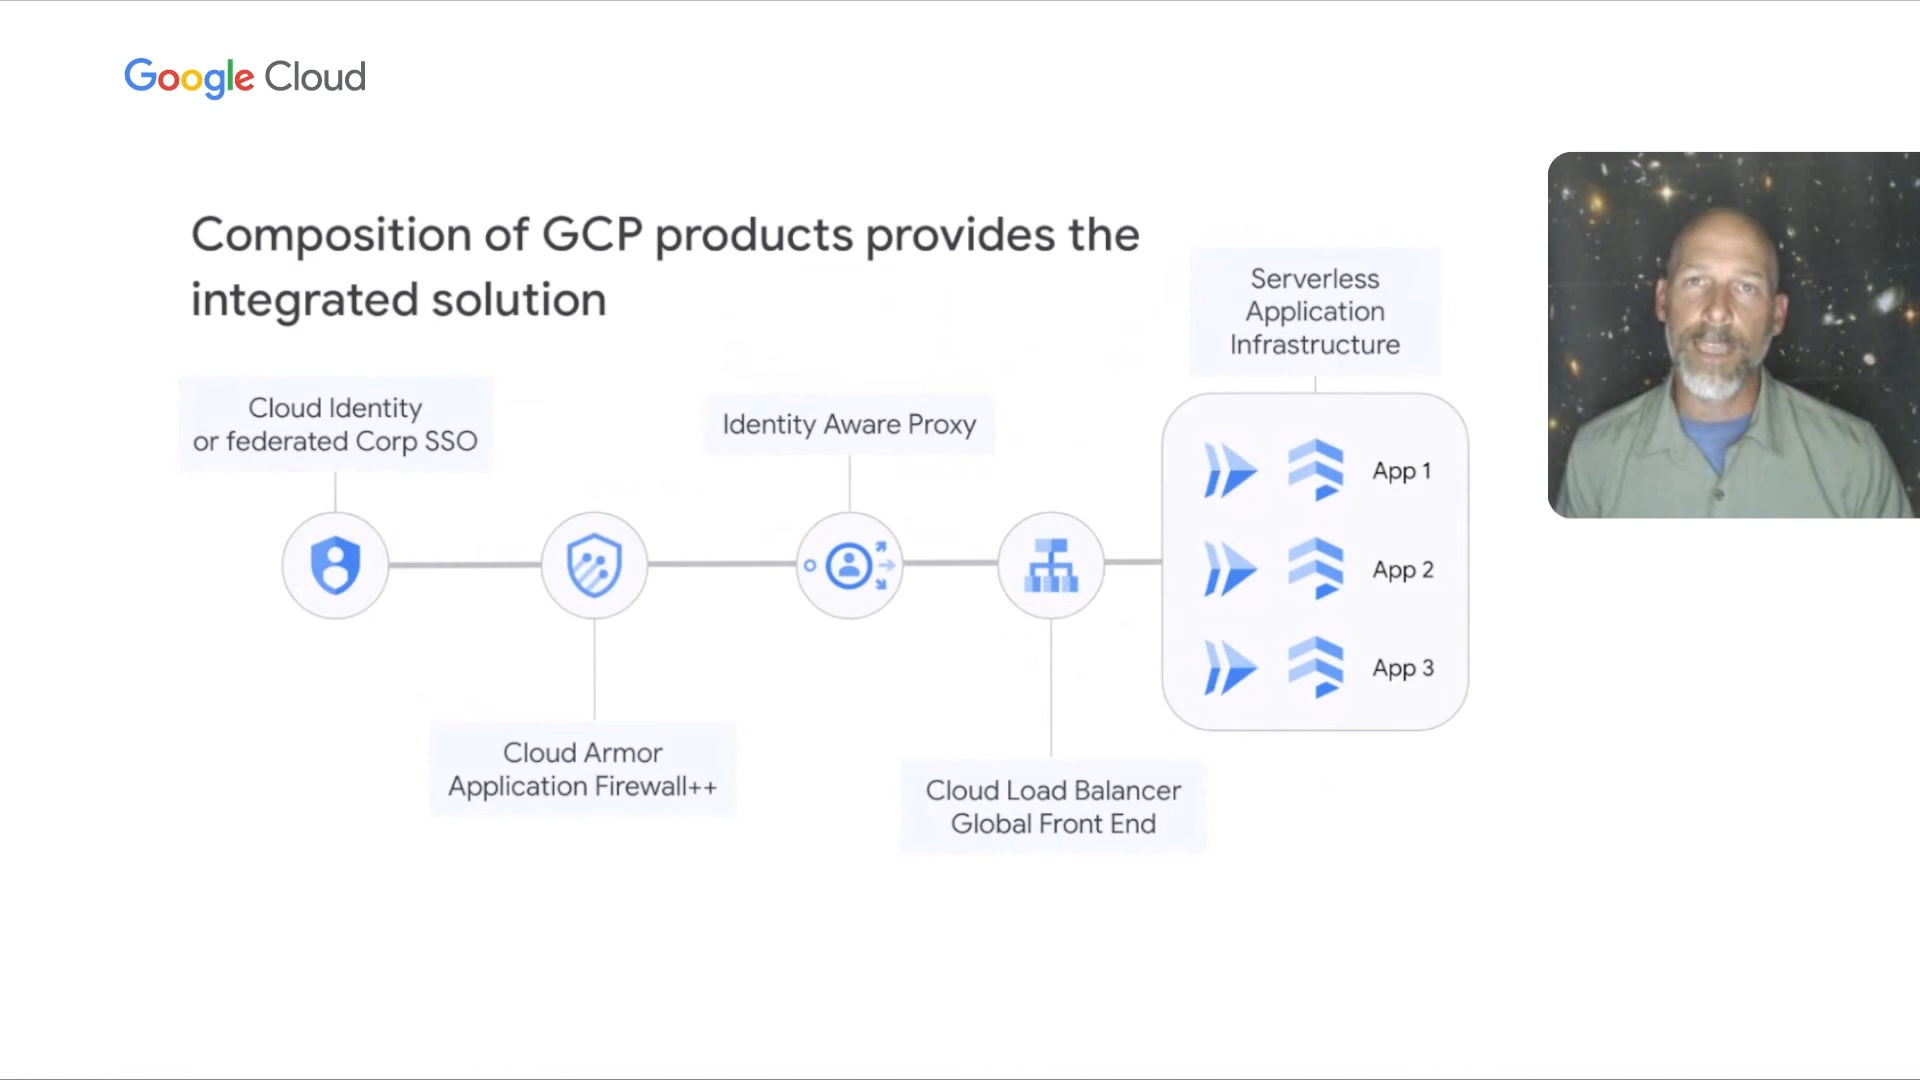 Google Cloud
Composition of GCP products provides the
integrated solution
Serverless
Application
Infrastructure
Cloud Identity
or federated Corp SSO
Identity Aware Proxy
App 1
App 2
App 3
Cloud Armor
Application Firewall++
Cloud Load Balancer
Global Front End